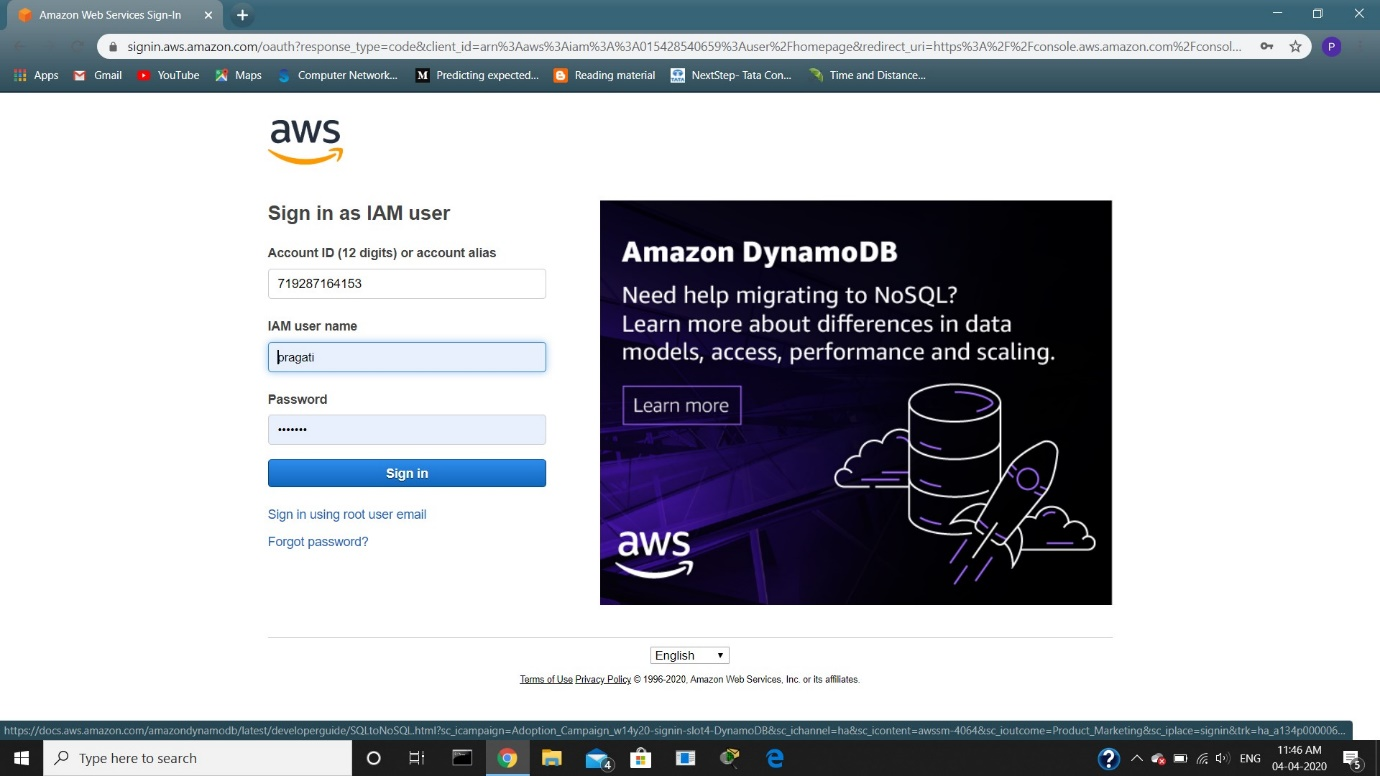 Amazon Web Services Sign-In
signin.aws.amazon.com/oauth?response_type=code&client_id=arn%3Aaws%3Aiam%3A%3A015428540659%3Auser%2Fhomepage&redirect_uri=https%3A%2F%2Fconsole.aws.amazon.com%2Fconsol...
P
Apps Gmail YouTube Maps Computer Network... Predicting expected... Reading material NextStep- Tata Con... Time and Distance...
aws
Sign in as IAM user
Account ID (12 digits) or account alias
719287164153
IAM user name
pragati
Password
Sign in
Sign in using root user email
Forgot password?
Amazon DynamoDB
Need help migrating to NoSQL?
Learn more about differences in data
models, access, performance and scaling.
Learn more
aws
English
Terms of Use Privacy Policy © 1996-2020, Amazon Web Services, Inc. or its affiliates.
https://docs.aws.amazon.com/amazondynamodb/latest/developerguide/SQLtoNoSQL.html?sc_icampaign=Adoption_Campaign_w14y20-signin-slot4-DynamoDB&sc_ichannel=ha&sc_icontent=awssm-4064&sc_ioutcome=Product_Marketing&sc_iplace=signin&trk=ha_a134p000006...
Type here to search
4
ENG
11:46 AM
04-04-2020
5